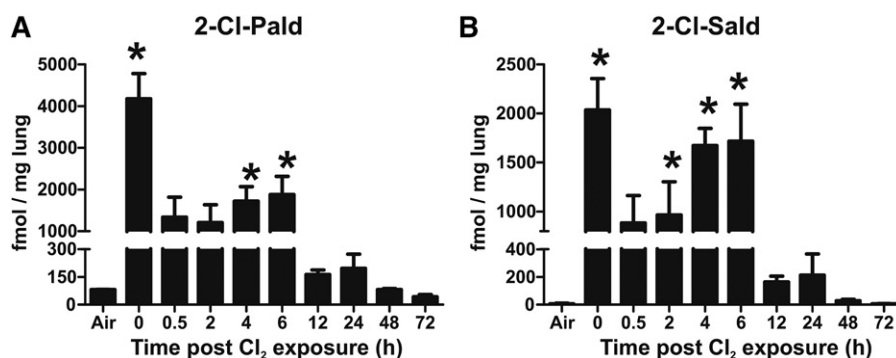 A
2-Cl-Pald
*
5000
4000
3000
2000
1000
300
150
0
fmol / mg lung
*
*
Air 0 0.5 2 4 6 12 24 48 72
Time post Cl₂ exposure (h)
B
2-Cl-Sald
*
2500
2000
1500
1000
400
200
0
fmol / mg lung
*
*
*
Air 0 0.5 2 4 6 12 24 48 72
Time post Cl₂ exposure (h)